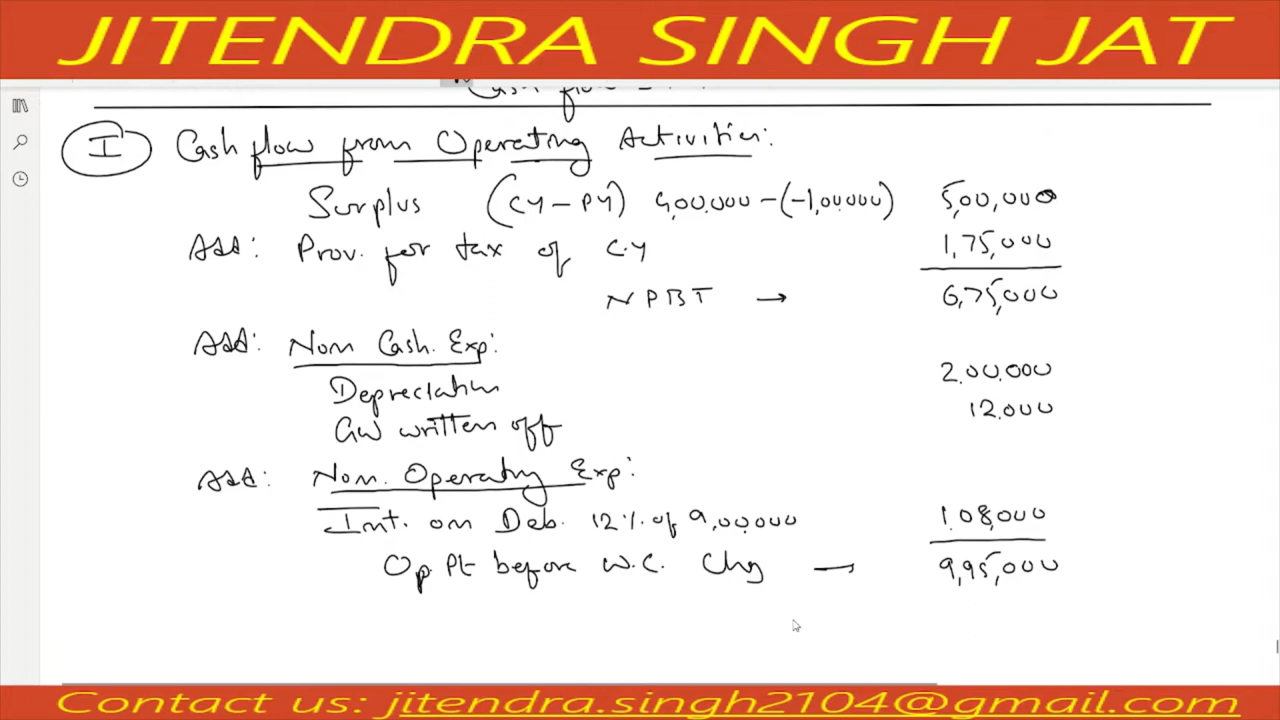 JITENDRA SINGH JAT
Cash flow
I Cash flow from Operating Activities:
Surplus (CY - PY) 4,00,000 - (-1,00,000) 5,00,000
Add: Prov. for tax of C.Y 1,75,000
NPBT → 6,75,000
Add: Non Cash. Exp:
Depreciation 2,00,000
GW written off 12,000
Add: Non. Operating Exp:
Int. on Deb. 12% of 9,00,000 1,08,000
Op Pt before W.C. Chg — 9,95,000
Contact us: jitendra.singh2104@gmail.com